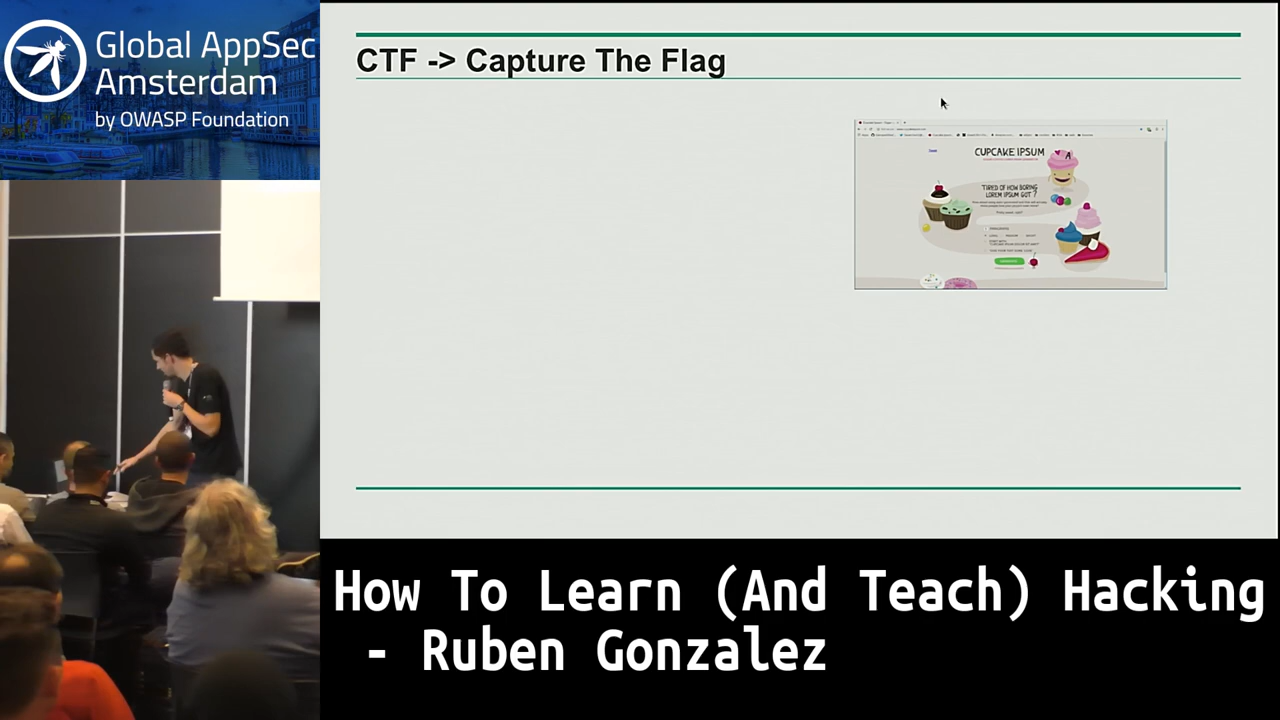 Global AppSec
Amsterdam
by OWASP Foundation
CTF -> Capture The Flag
CUPCAKE IPSUM
TIRED OF HOW BORING
LOREM IPSUM GOT?
How To Learn (And Teach) Hacking
- Ruben Gonzalez